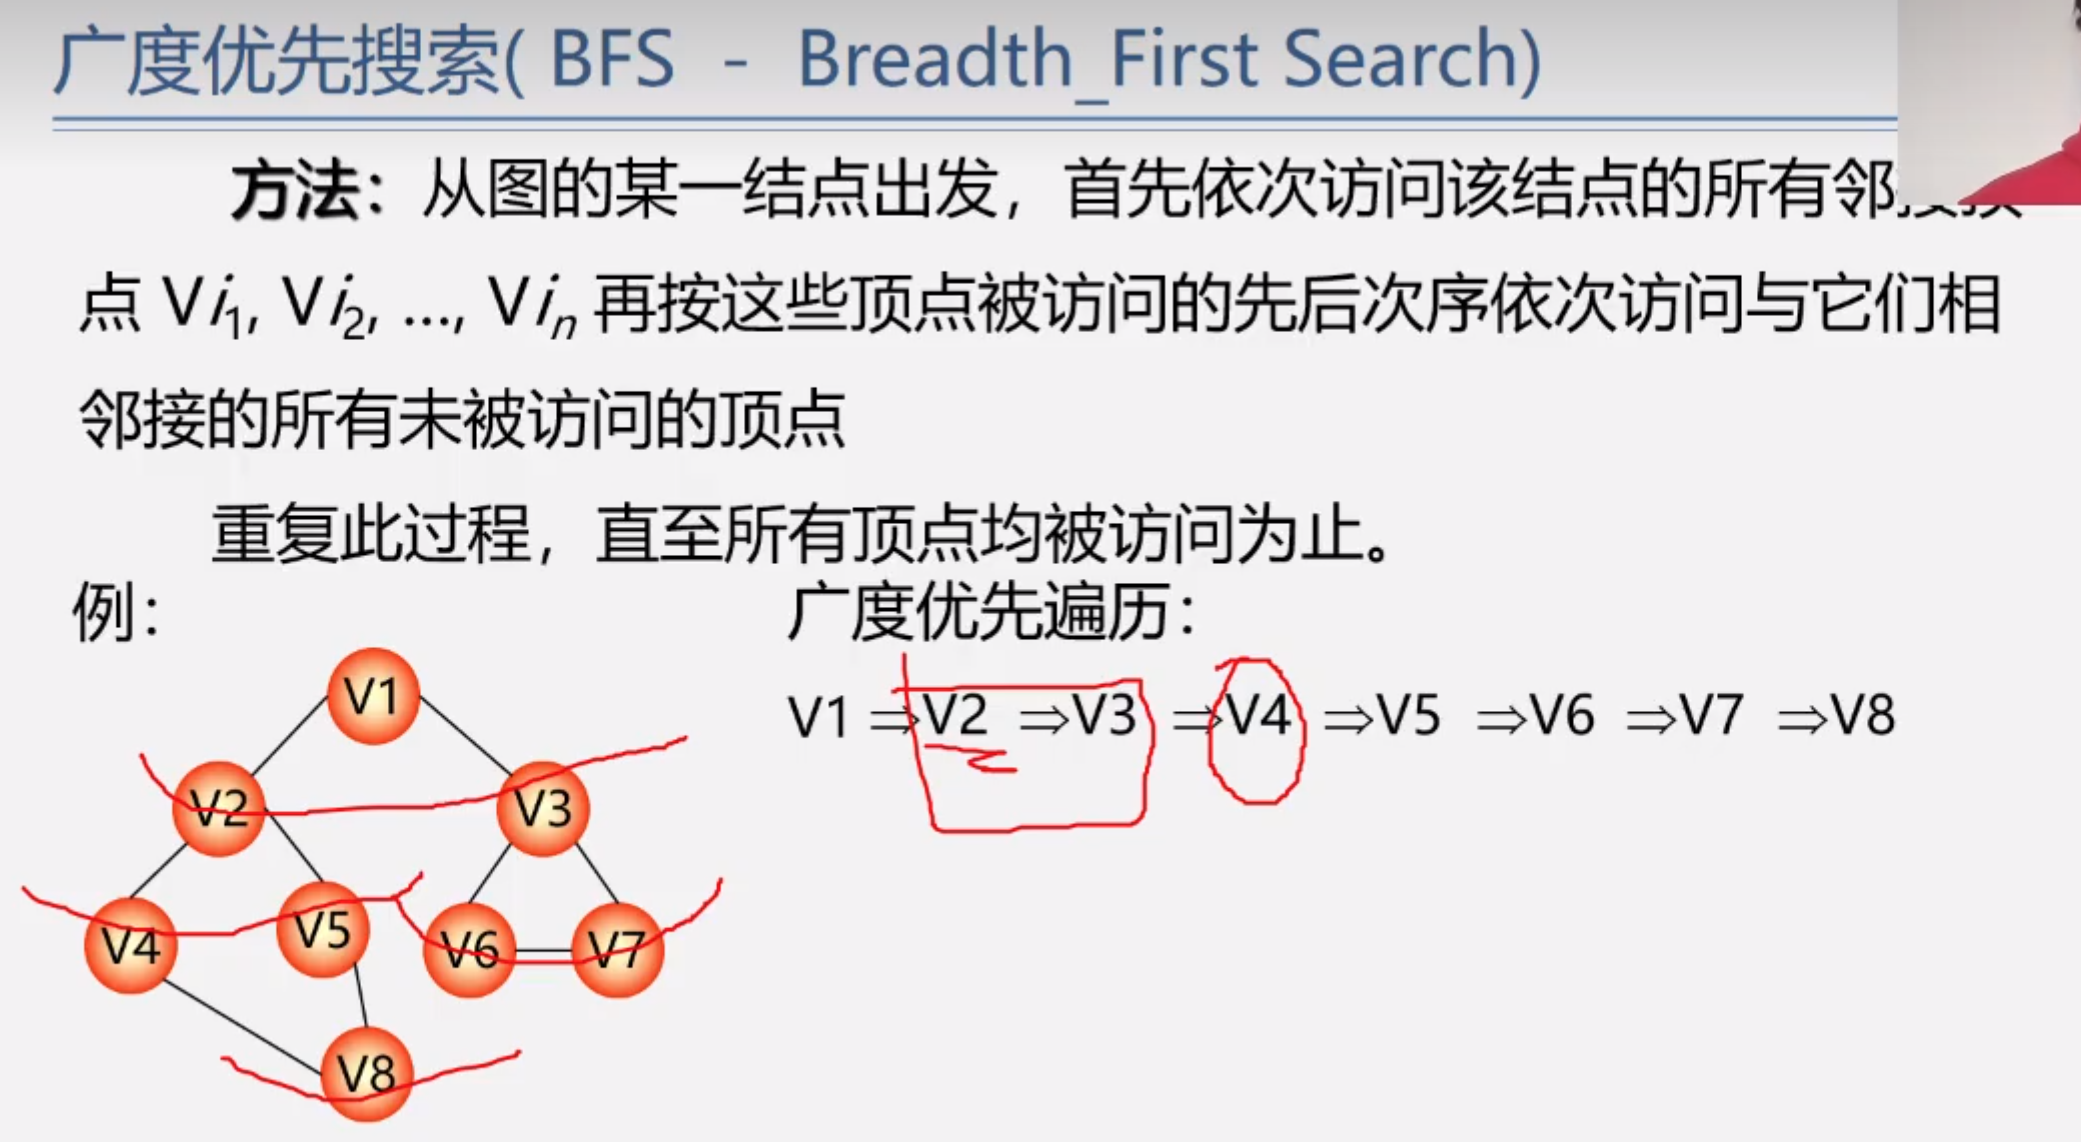 广度优先搜索( BFS - Breadth_First Search)
方法：从图的某一结点出发，首先依次访问该结点的所有邻
点 Vi1, Vi2, …, Vin 再按这些顶点被访问的先后次序依次访问与它们相
邻接的所有未被访问的顶点
重复此过程，直至所有顶点均被访问为止。
例：
广度优先遍历：
V1 ⇒V2 ⇒V3 ⇒V4 ⇒V5 ⇒V6 ⇒V7 ⇒V8
V1
V2
V3
V4
V5
V6
V7
V8